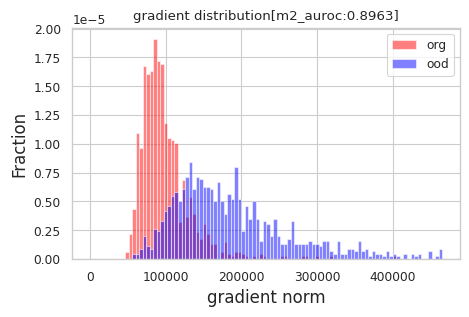 gradient distribution[m2_auroc:0.8963]
1e−5
2.00
1.75
1.50
1.25
1.00
0.75
0.50
0.25
0.00
Fraction
org
ood
0 100000 200000 300000 400000
gradient norm